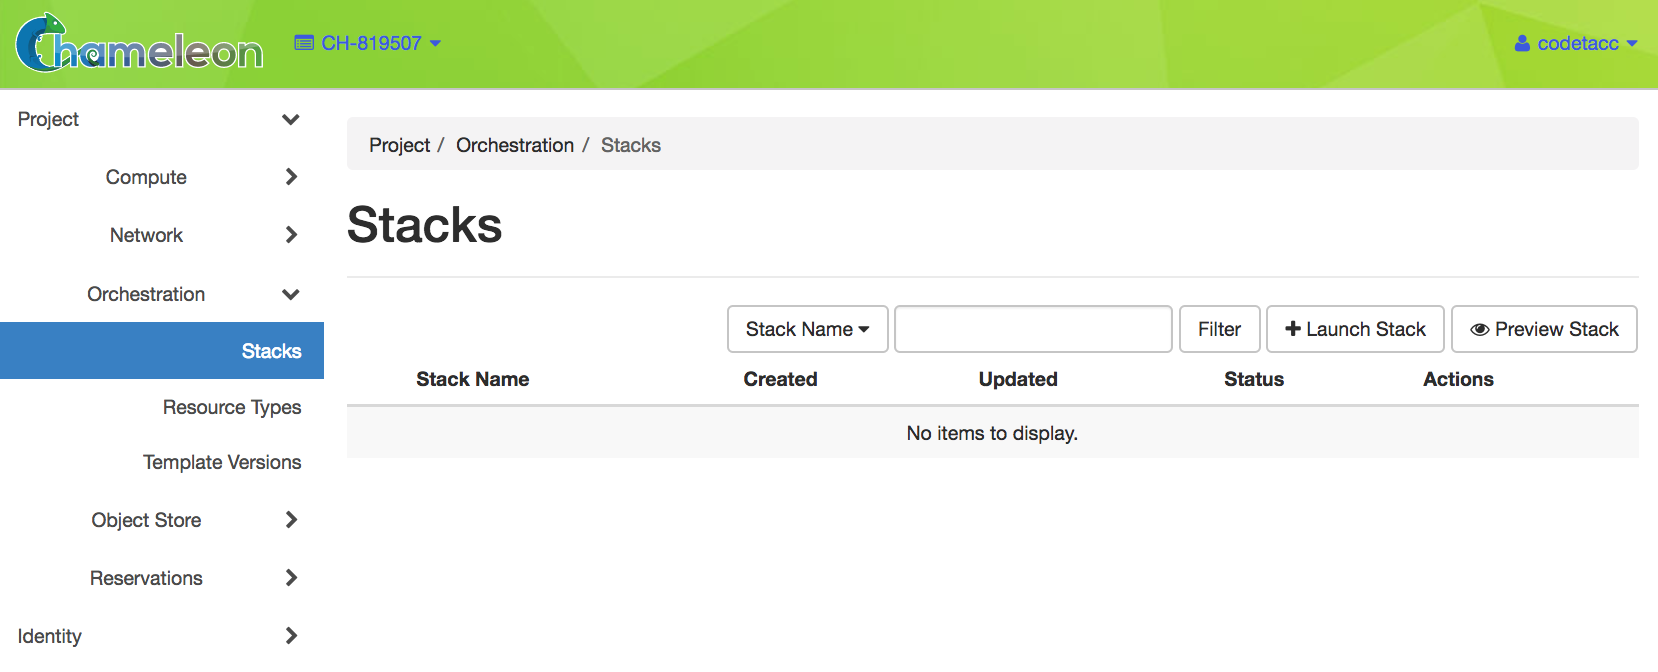 Chameleon CH-819507 codetacc
Project
Compute
Network
Orchestration
Stacks
Resource Types
Template Versions
Object Store
Reservations
Identity
Project / Orchestration / Stacks
Stacks
Stack Name Filter Launch Stack Preview Stack
Stack Name Created Updated Status Actions
No items to display.